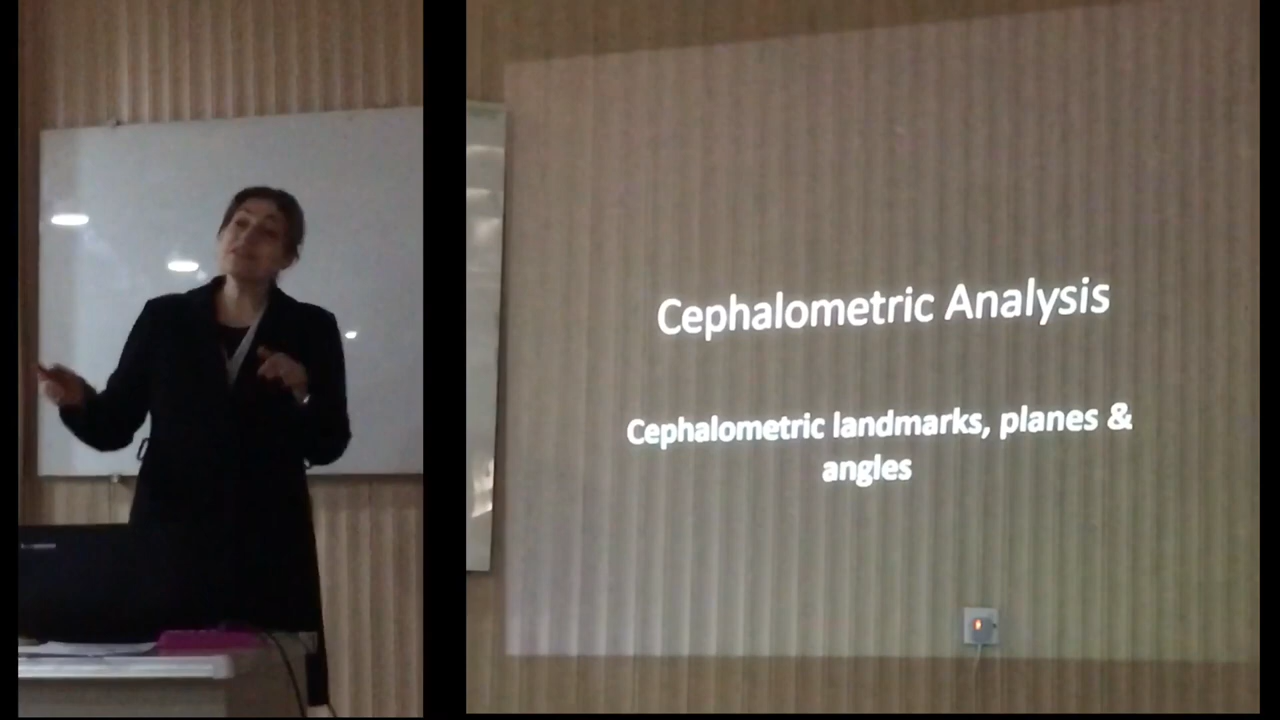 Cephalometric Analysis
Cephalometric landmarks, planes &
angles